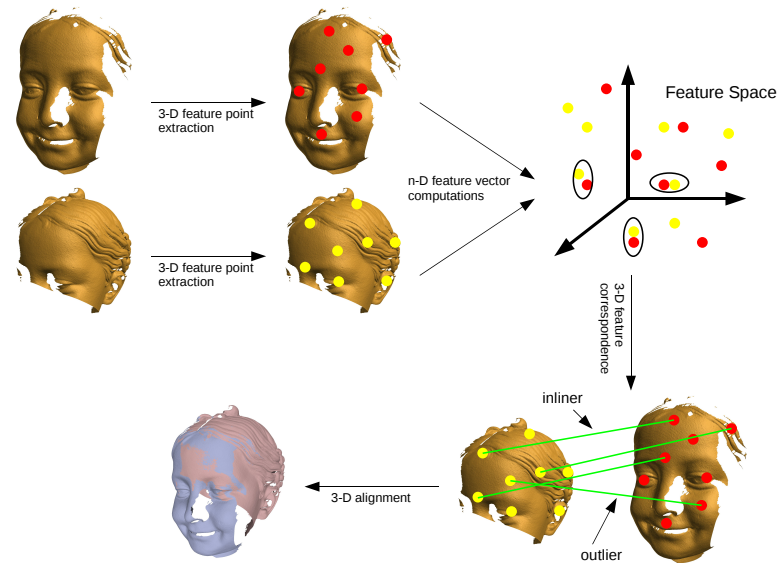 3-D feature point
extraction
Feature Space
n-D feature vector
computations
3-D feature point
extraction
3-D feature
correspondence
inliner
3-D alignment
outlier